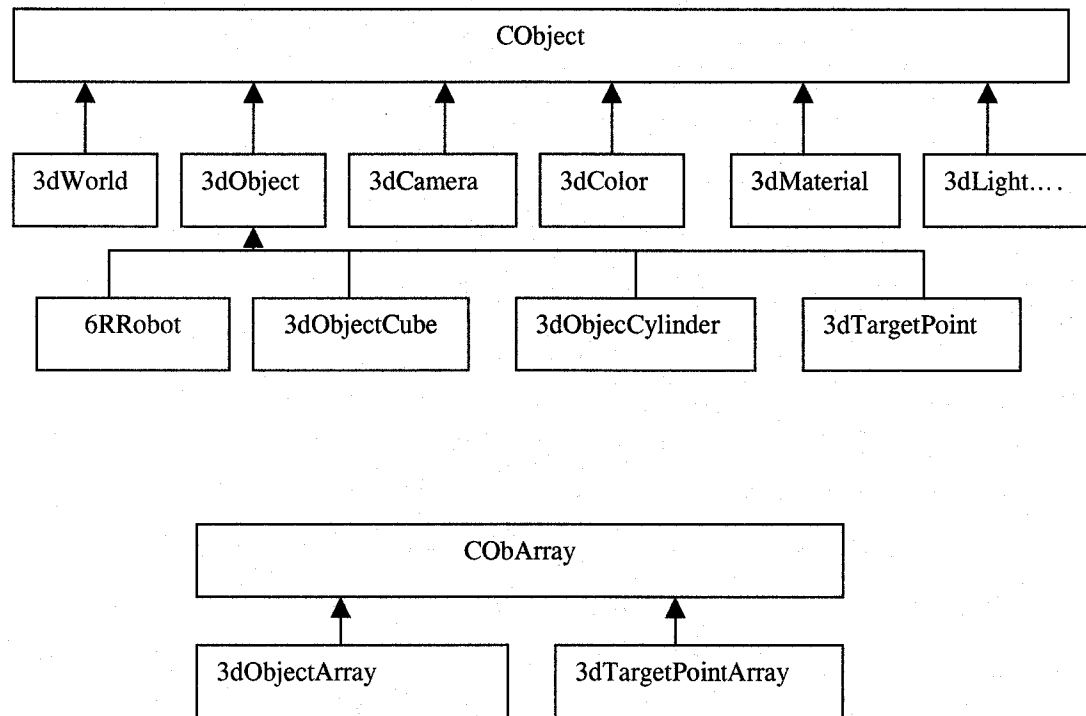 CObject
3dWorld
3dObject
3dCamera
3dColor
3dMaterial
3dLight....
6RRobot
3dObjectCube
3dObjecCylinder
3dTargetPoint
CObArray
3dObjectArray
3dTargetPointArray